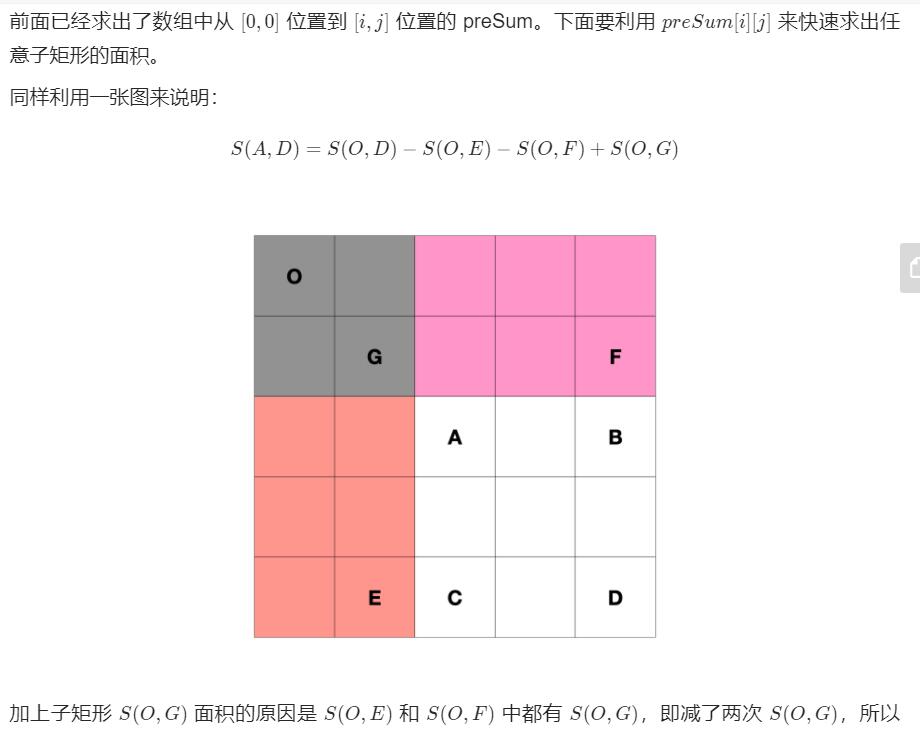 前面已经求出了数组中从 [0,0] 位置到 [i,j] 位置的 preSum。下面要利用 preSum[i][j] 来快速求出任
意子矩形的面积。
同样利用一张图来说明：
S(A, D) = S(O, D) − S(O, E) − S(O, F) + S(O, G)
O
G
F
A
B
E
C
D
加上子矩形 S(O, G) 面积的原因是 S(O, E) 和 S(O, F) 中都有 S(O, G)，即减了两次 S(O, G)，所以